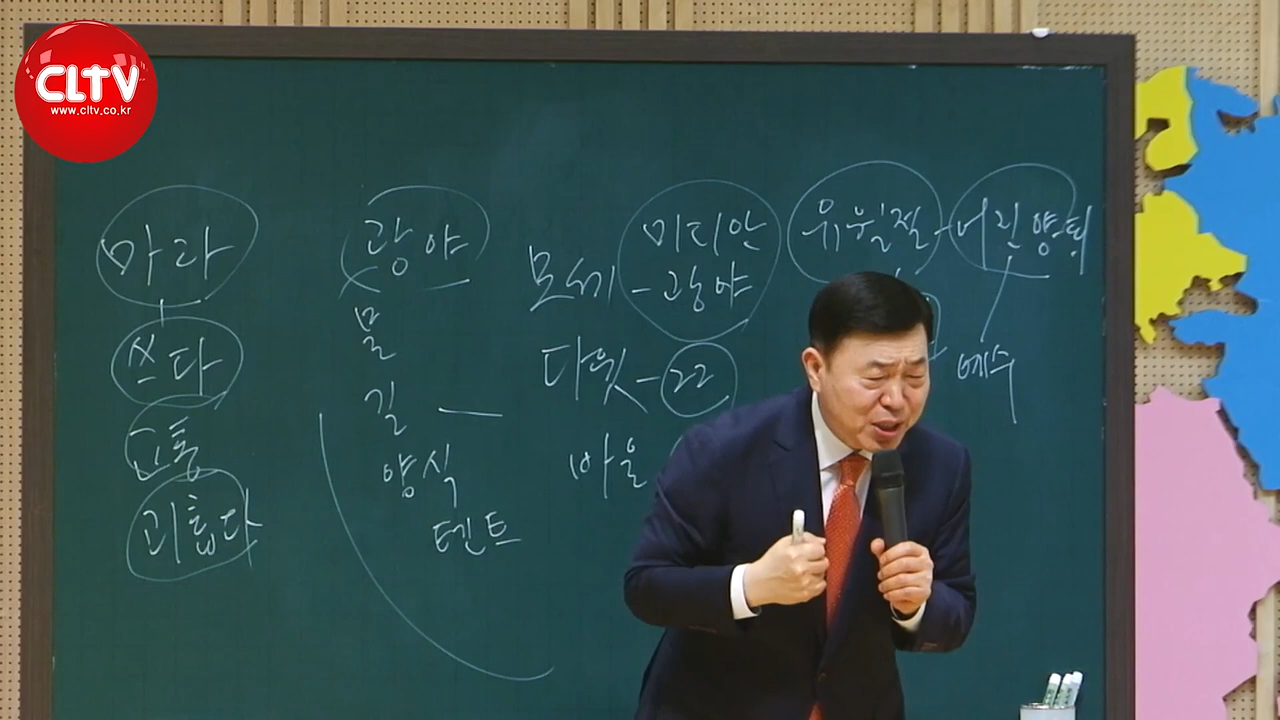 CLTV
www.cltv.co.kr
마라
쓰다
고통
괴롭다
광야
물
길
양식
텐트
모세
미디안
-광야
다윗-22
바울
유월절-어린양 피
예수